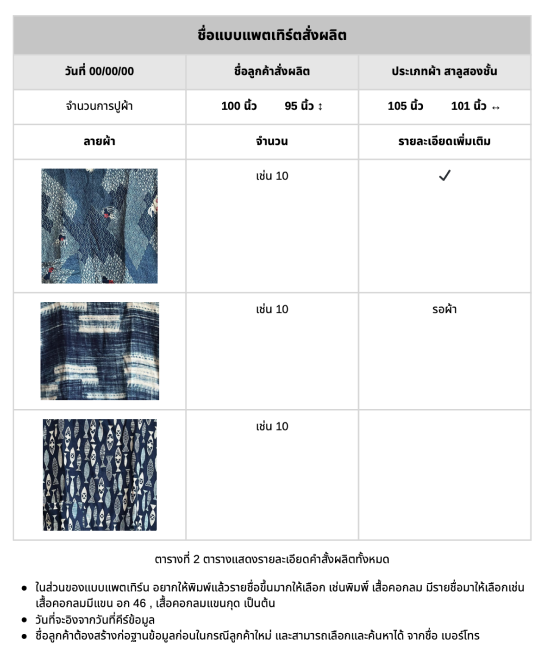 ชื่อแบบแพตเทิร์ตสั่งผลิต
วันที่ 00/00/00 ชื่อลูกค้าสั่งผลิต ประเภทผ้า สาลูสองชั้น
จำนวนการปูผ้า 100 นิ้ว 95 นิ้ว ↕ 105 นิ้ว 101 นิ้ว ↔
ลายผ้า จำนวน รายละเอียดเพิ่มเติม
เช่น 10 ✓
เช่น 10 รอผ้า
เช่น 10
ตารางที่ 2 ตารางแสดงรายละเอียดคำสั่งผลิตทั้งหมด
● ในส่วนของแบบแพตเทิร์น อยากให้พิมพ์แล้วรายชื่อขึ้นมากให้เลือก เช่นพิมพิ์ เสื้อคอกลม มีรายชื่อมาให้เลือกเช่น
เสื้อคอกลมมีแขน อก 46 , เสื้อคอกลมแขนกุด เป็นต้น
● วันที่จะอิงจากวันที่คีร์ข้อมูล
● ชื่อลูกค้าต้องสร้างก่อฐานข้อมูลก่อนในกรณีลูกค้าใหม่ และสามารถเลือกและค้นหาได้ จากชื่อ เบอร์โทร